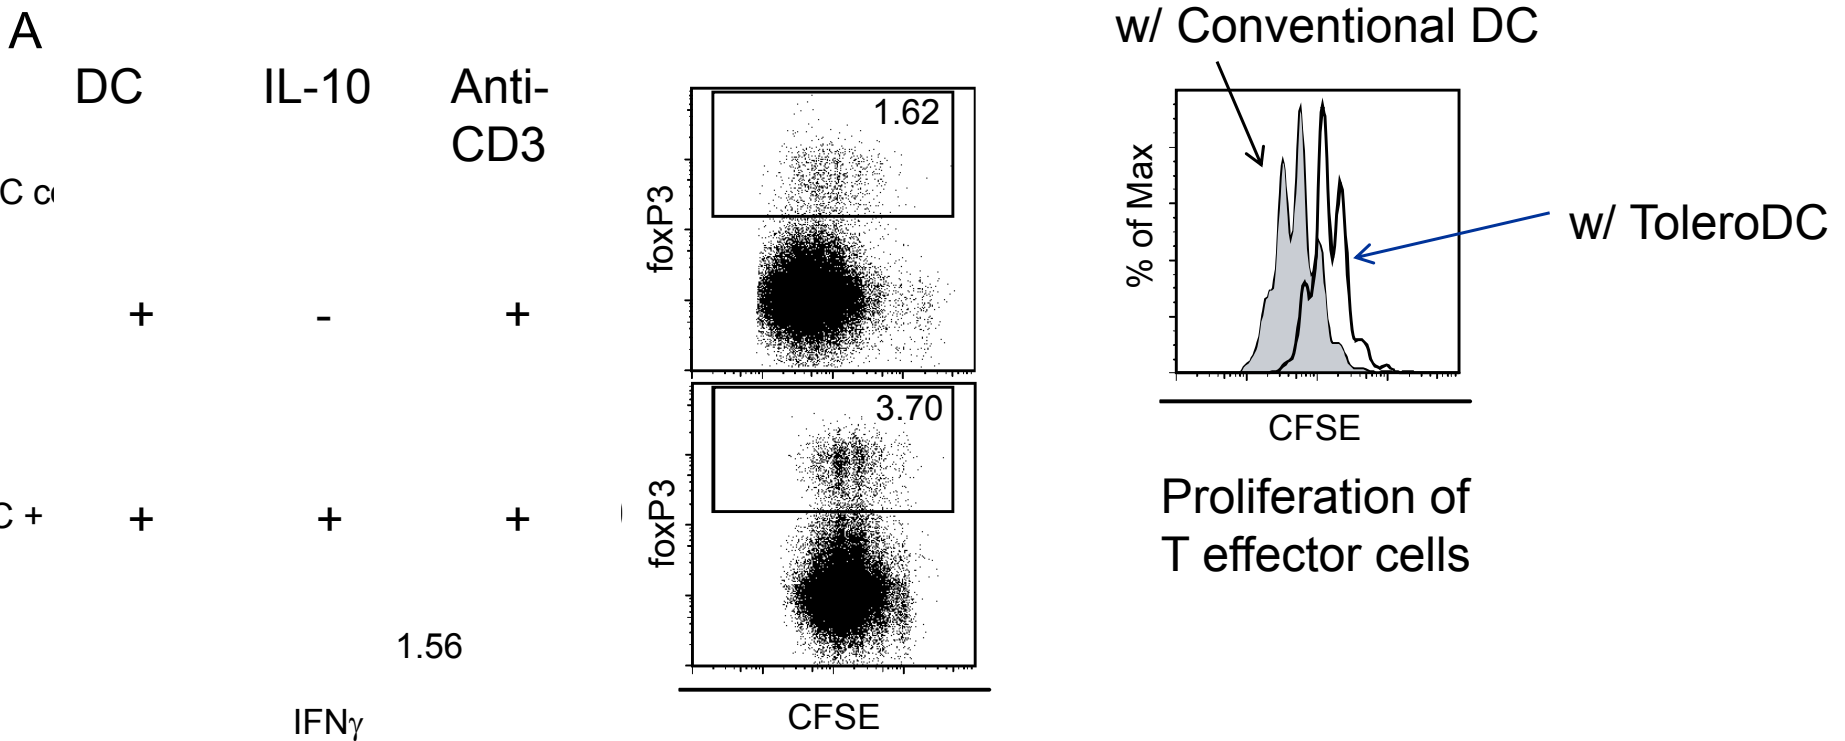 A
DC IL-10 Anti-
CD3
C c
+ - +
C + + + +
1.56
IFNγ
1.62
foxP3
3.70
foxP3
CFSE
w/ Conventional DC
% of Max
w/ ToleroDC
CFSE
Proliferation of
T effector cells